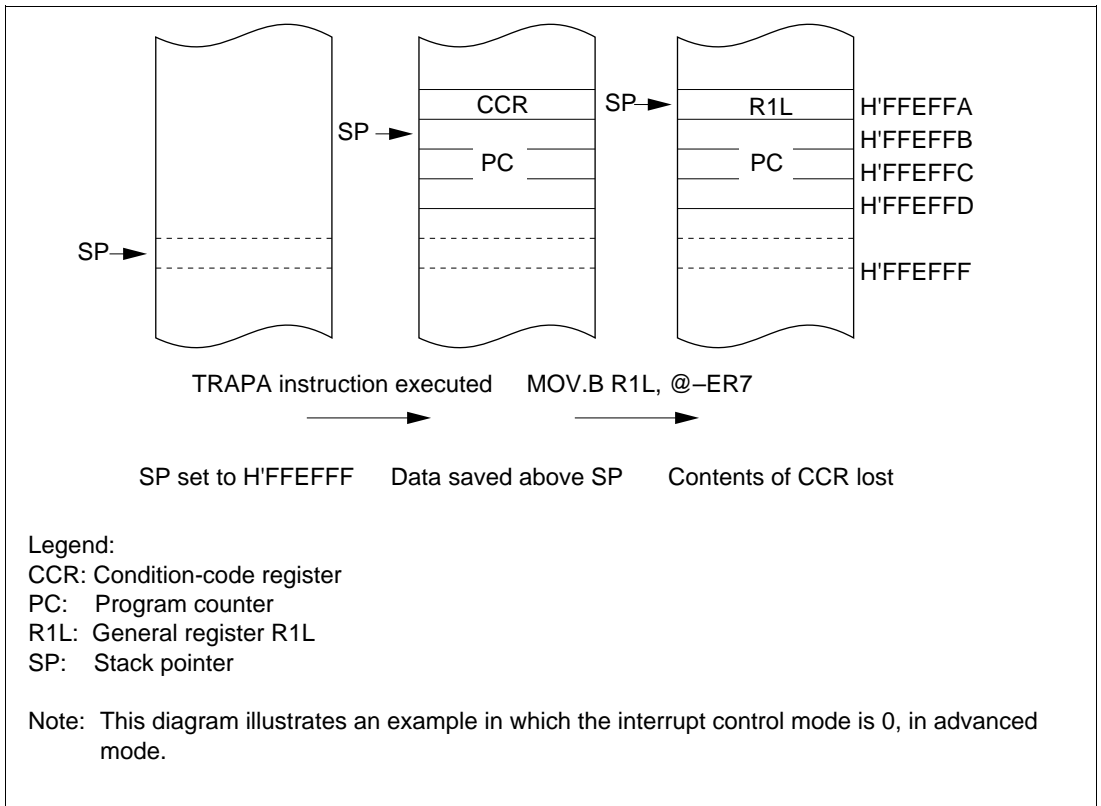 CCR
SP
R1L
H'FFEFFA
SP
H'FFEFFB
PC
PC
H'FFEFFC
H'FFEFFD
SP
H'FFEFFF
TRAPA instruction executed
MOV.B R1L, @–ER7
SP set to H'FFEFFF
Data saved above SP
Contents of CCR lost
Legend:
CCR: Condition-code register
PC: Program counter
R1L: General register R1L
SP: Stack pointer
Note: This diagram illustrates an example in which the interrupt control mode is 0, in advanced
mode.